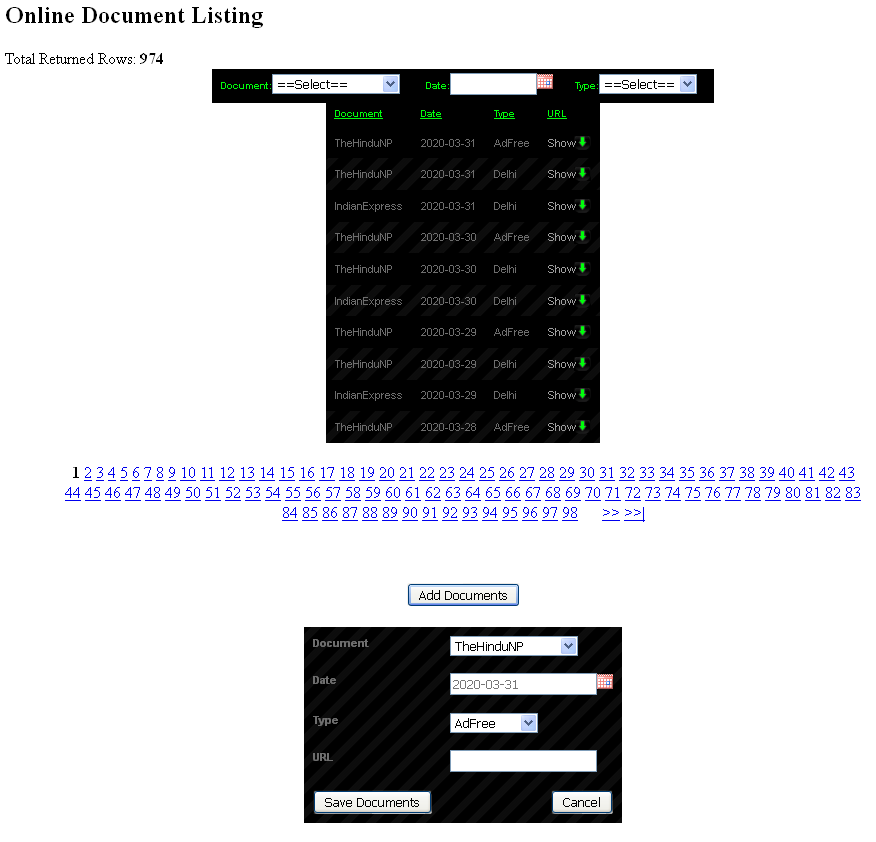 Online Document Listing
Total Returned Rows: 974
Document: ==Select== Date: Type: ==Select==
Document Date Type URL
TheHinduNP 2020-03-31 AdFree Show
TheHinduNP 2020-03-31 Delhi Show
IndianExpress 2020-03-31 Delhi Show
TheHinduNP 2020-03-30 AdFree Show
TheHinduNP 2020-03-30 Delhi Show
IndianExpress 2020-03-30 Delhi Show
TheHinduNP 2020-03-29 AdFree Show
TheHinduNP 2020-03-29 Delhi Show
IndianExpress 2020-03-29 Delhi Show
TheHinduNP 2020-03-28 AdFree Show
1 2 3 4 5 6 7 8 9 10 11 12 13 14 15 16 17 18 19 20 21 22 23 24 25 26 27 28 29 30 31 32 33 34 35 36 37 38 39 40 41 42 43
44 45 46 47 48 49 50 51 52 53 54 55 56 57 58 59 60 61 62 63 64 65 66 67 68 69 70 71 72 73 74 75 76 77 78 79 80 81 82 83
84 85 86 87 88 89 90 91 92 93 94 95 96 97 98 >> >>|
Add Documents
Document TheHinduNP
Date 2020-03-31
Type AdFree
URL
Save Documents Cancel